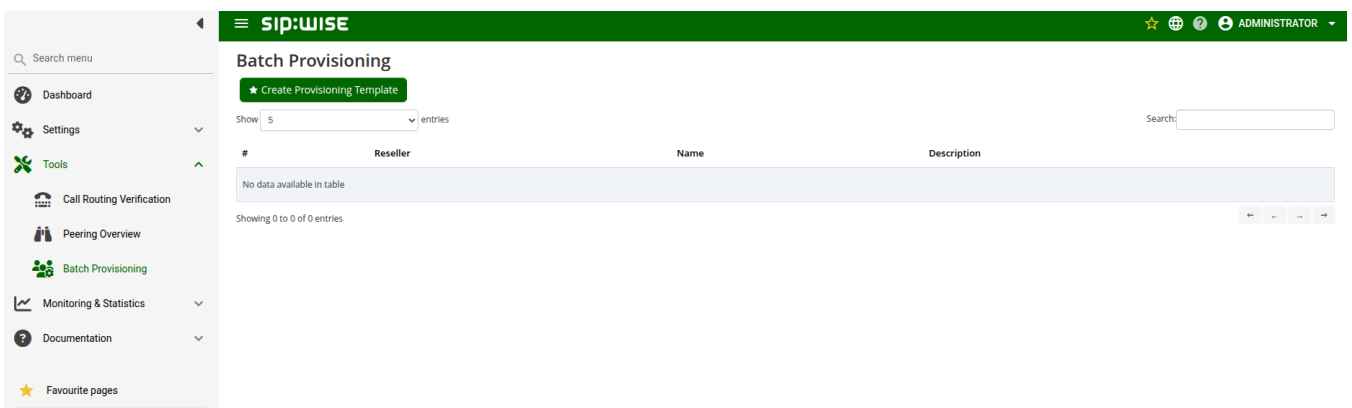 sip:wise
ADMINISTRATOR
Search menu
Dashboard
Settings
Tools
Call Routing Verification
Peering Overview
Batch Provisioning
Monitoring & Statistics
Documentation
Favourite pages
Batch Provisioning
Create Provisioning Template
Show 5 entries
Search:
# Reseller Name Description
No data available in table
Showing 0 to 0 of 0 entries
← ← → →